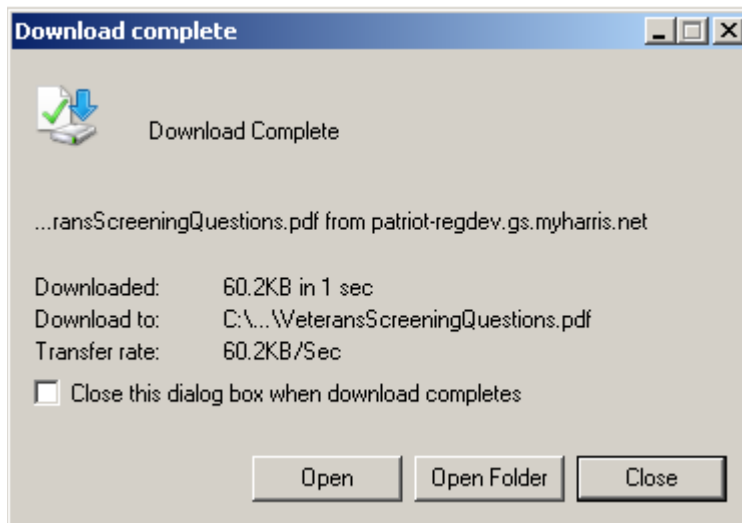 Download complete
Download Complete
...ransScreeningQuestions.pdf from patriot-regdev.gs.myharris.net
Downloaded: 60.2KB in 1 sec
Download to: C:\...\VeteransScreeningQuestions.pdf
Transfer rate: 60.2KB/Sec
Close this dialog box when download completes
Open Open Folder Close